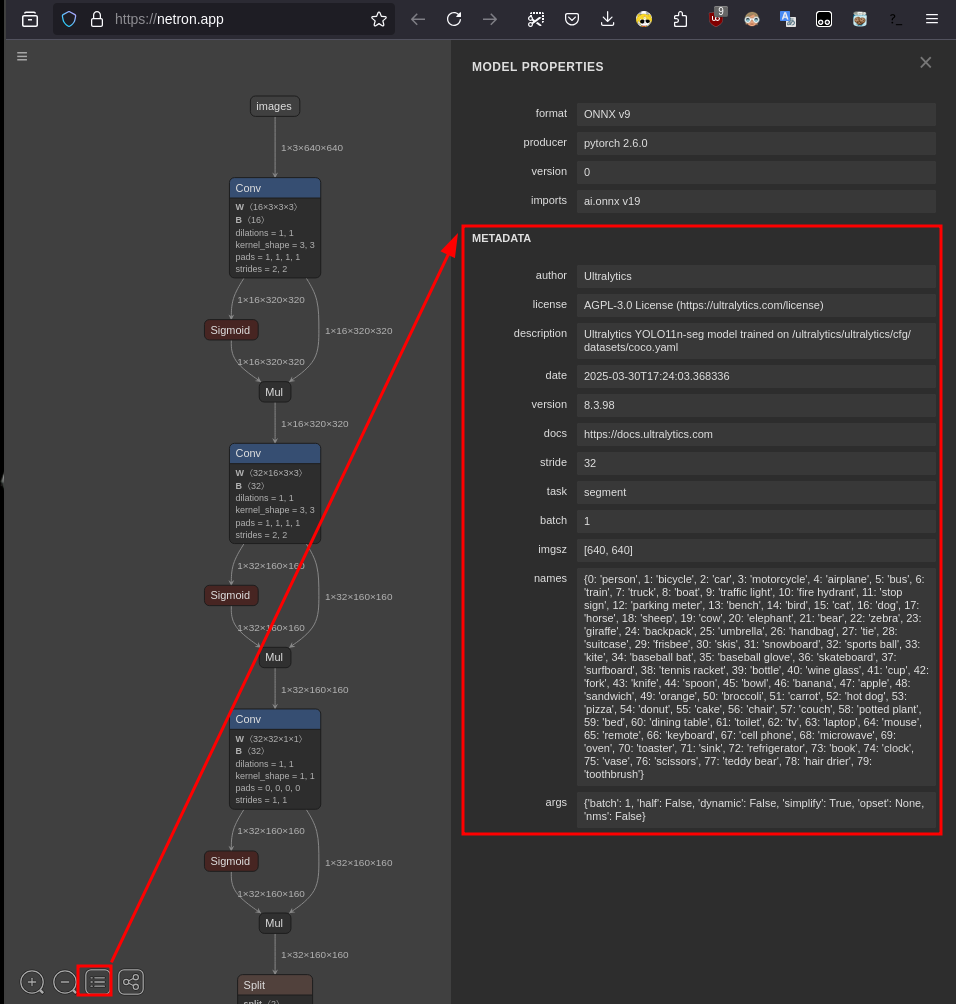 https://netron.app
9
images
1×3×640×640
Conv
W ⟨16×3×3×3⟩
B ⟨16⟩
dilations = 1, 1
kernel_shape = 3, 3
pads = 1, 1, 1, 1
strides = 2, 2
1×16×320×320
Sigmoid
1×16×320×320
1×16×320×320
Mul
1×16×320×320
Conv
W ⟨32×16×3×3⟩
B ⟨32⟩
dilations = 1, 1
kernel_shape = 3, 3
pads = 1, 1, 1, 1
strides = 2, 2
1×32×160×160
Sigmoid
1×32×160×160
1×32×160×160
Mul
1×32×160×160
Conv
W ⟨32×32×1×1⟩
B ⟨32⟩
dilations = 1, 1
kernel_shape = 1, 1
pads = 0, 0, 0, 0
strides = 1, 1
1×32×160×160
Sigmoid
1×32×160×160
1×32×160×160
Mul
1×32×160×160
Split
split ⟨2⟩
MODEL PROPERTIES
format ONNX v9
producer pytorch 2.6.0
version 0
imports ai.onnx v19
METADATA
author Ultralytics
license AGPL-3.0 License (https://ultralytics.com/license)
description Ultralytics YOLO11n-seg model trained on /ultralytics/ultralytics/cfg/
datasets/coco.yaml
date 2025-03-30T17:24:03.368336
version 8.3.98
docs https://docs.ultralytics.com
stride 32
task segment
batch 1
imgsz [640, 640]
names {0: 'person', 1: 'bicycle', 2: 'car', 3: 'motorcycle', 4: 'airplane', 5: 'bus', 6:
'train', 7: 'truck', 8: 'boat', 9: 'traffic light', 10: 'fire hydrant', 11: 'stop
sign', 12: 'parking meter', 13: 'bench', 14: 'bird', 15: 'cat', 16: 'dog', 17:
'horse', 18: 'sheep', 19: 'cow', 20: 'elephant', 21: 'bear', 22: 'zebra', 23:
'giraffe', 24: 'backpack', 25: 'umbrella', 26: 'handbag', 27: 'tie', 28:
'suitcase', 29: 'frisbee', 30: 'skis', 31: 'snowboard', 32: 'sports ball', 33:
'kite', 34: 'baseball bat', 35: 'baseball glove', 36: 'skateboard', 37:
'surfboard', 38: 'tennis racket', 39: 'bottle', 40: 'wine glass', 41: 'cup', 42:
'fork', 43: 'knife', 44: 'spoon', 45: 'bowl', 46: 'banana', 47: 'apple', 48:
'sandwich', 49: 'orange', 50: 'broccoli', 51: 'carrot', 52: 'hot dog', 53:
'pizza', 54: 'donut', 55: 'cake', 56: 'chair', 57: 'couch', 58: 'potted plant',
59: 'bed', 60: 'dining table', 61: 'toilet', 62: 'tv', 63: 'laptop', 64: 'mouse',
65: 'remote', 66: 'keyboard', 67: 'cell phone', 68: 'microwave', 69:
'oven', 70: 'toaster', 71: 'sink', 72: 'refrigerator', 73: 'book', 74: 'clock',
75: 'vase', 76: 'scissors', 77: 'teddy bear', 78: 'hair drier', 79:
'toothbrush'}
args {'batch': 1, 'half': False, 'dynamic': False, 'simplify': True, 'opset': None,
'nms': False}